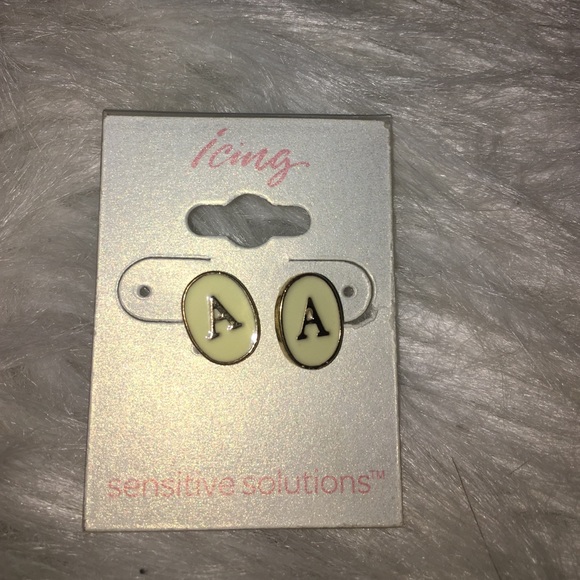 icing
A A
sensitive solutions™